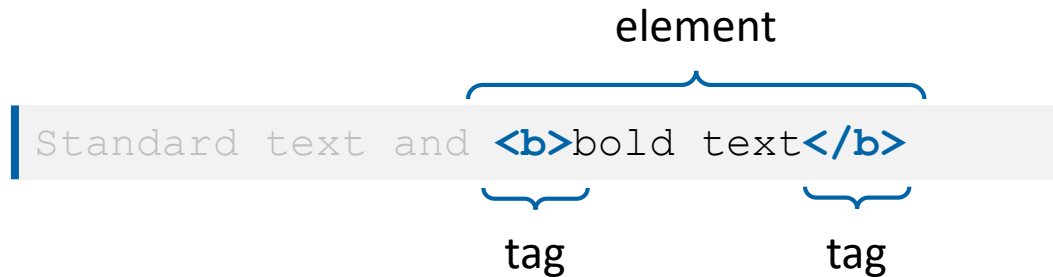 element
Standard text and <b>bold text</b>
tag tag